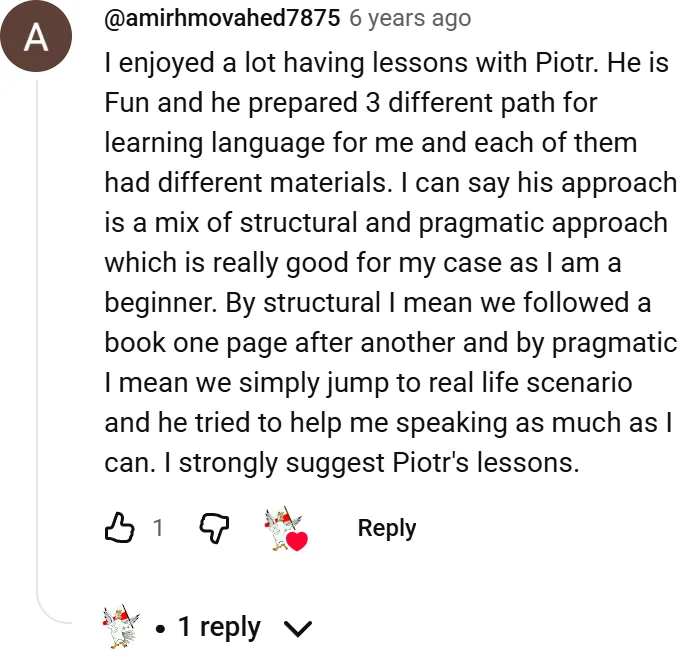 A
@amirhmovahed7875 6 years ago
I enjoyed a lot having lessons with Piotr. He is
Fun and he prepared 3 different path for
learning language for me and each of them
had different materials. I can say his approach
is a mix of structural and pragmatic approach
which is really good for my case as I am a
beginner. By structural I mean we followed a
book one page after another and by pragmatic
I mean we simply jump to real life scenario
and he tried to help me speaking as much as I
can. I strongly suggest Piotr's lessons.
1 Reply
• 1 reply